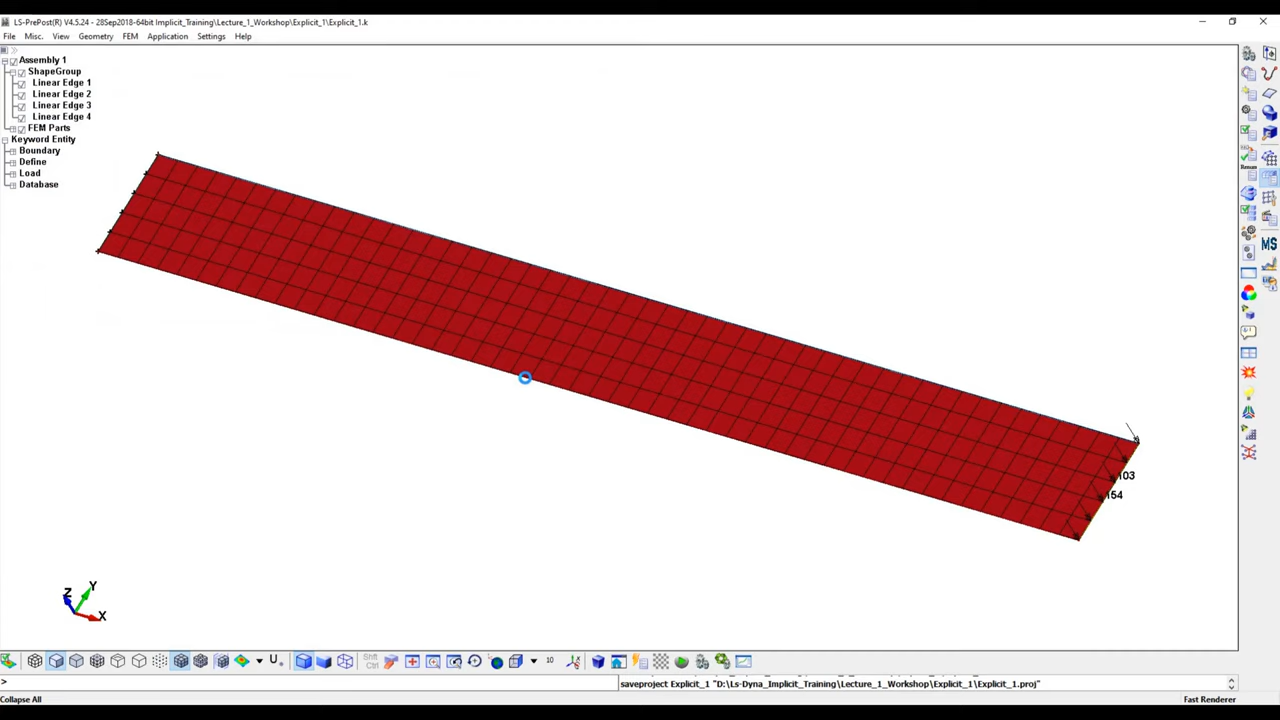 LS-PrePost(R) V4.5.24 - 28Sep2018-64bit Implicit_Training\Lecture_1_Workshop\Explicit_1\Explicit_1.k
File Misc. View Geometry FEM Application Settings Help
Assembly 1
ShapeGroup
Linear Edge 1
Linear Edge 2
Linear Edge 3
Linear Edge 4
FEM Parts
Keyword Entity
Boundary
Define
Load
Database
103
154
Z
Y
X
MS
Shft
Ctrl
10
>
saveproject Explicit_1 "D:\Ls-Dyna_Implicit_Training\Lecture_1_Workshop\Explicit_1\Explicit_1.proj"
Collapse All
Fast Renderer